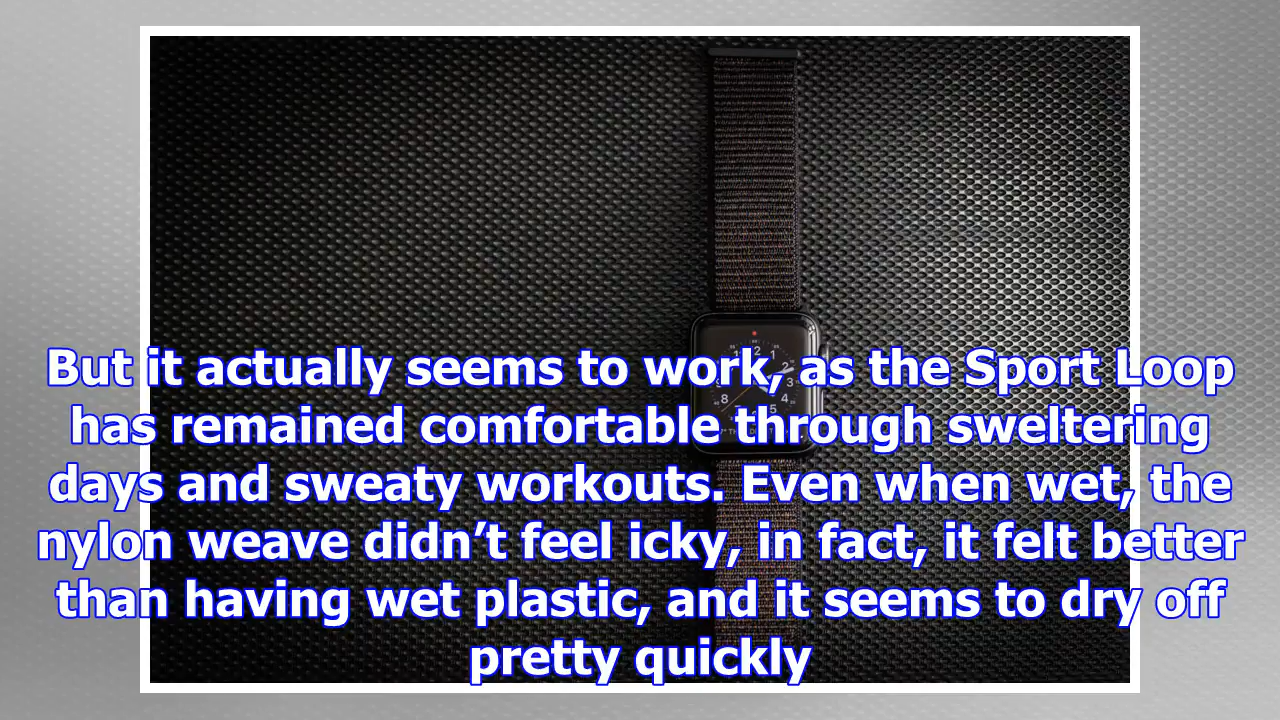 But it actually seems to work, as the Sport Loop
has remained comfortable through sweltering
days and sweaty workouts. Even when wet, the
nylon weave didn’t feel icky, in fact, it felt better
than having wet plastic, and it seems to dry off
pretty quickly